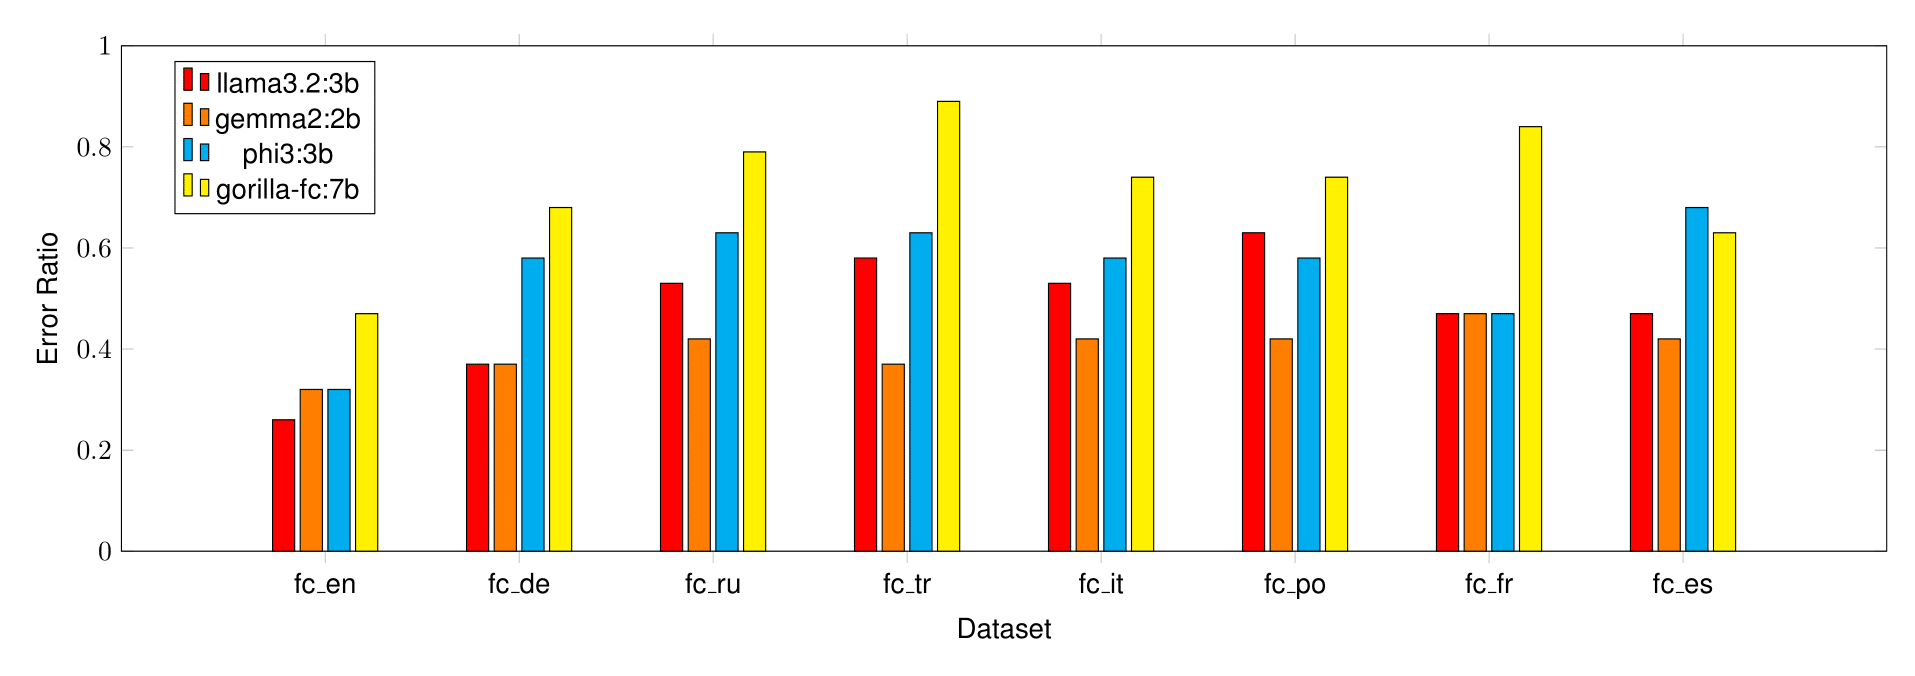 1
0.8
0.6
0.4
0.2
0
Error Ratio
llama3.2:3b
gemma2:2b
phi3:3b
gorilla-fc:7b
fc_en fc_de fc_ru fc_tr fc_it fc_po fc_fr fc_es
Dataset